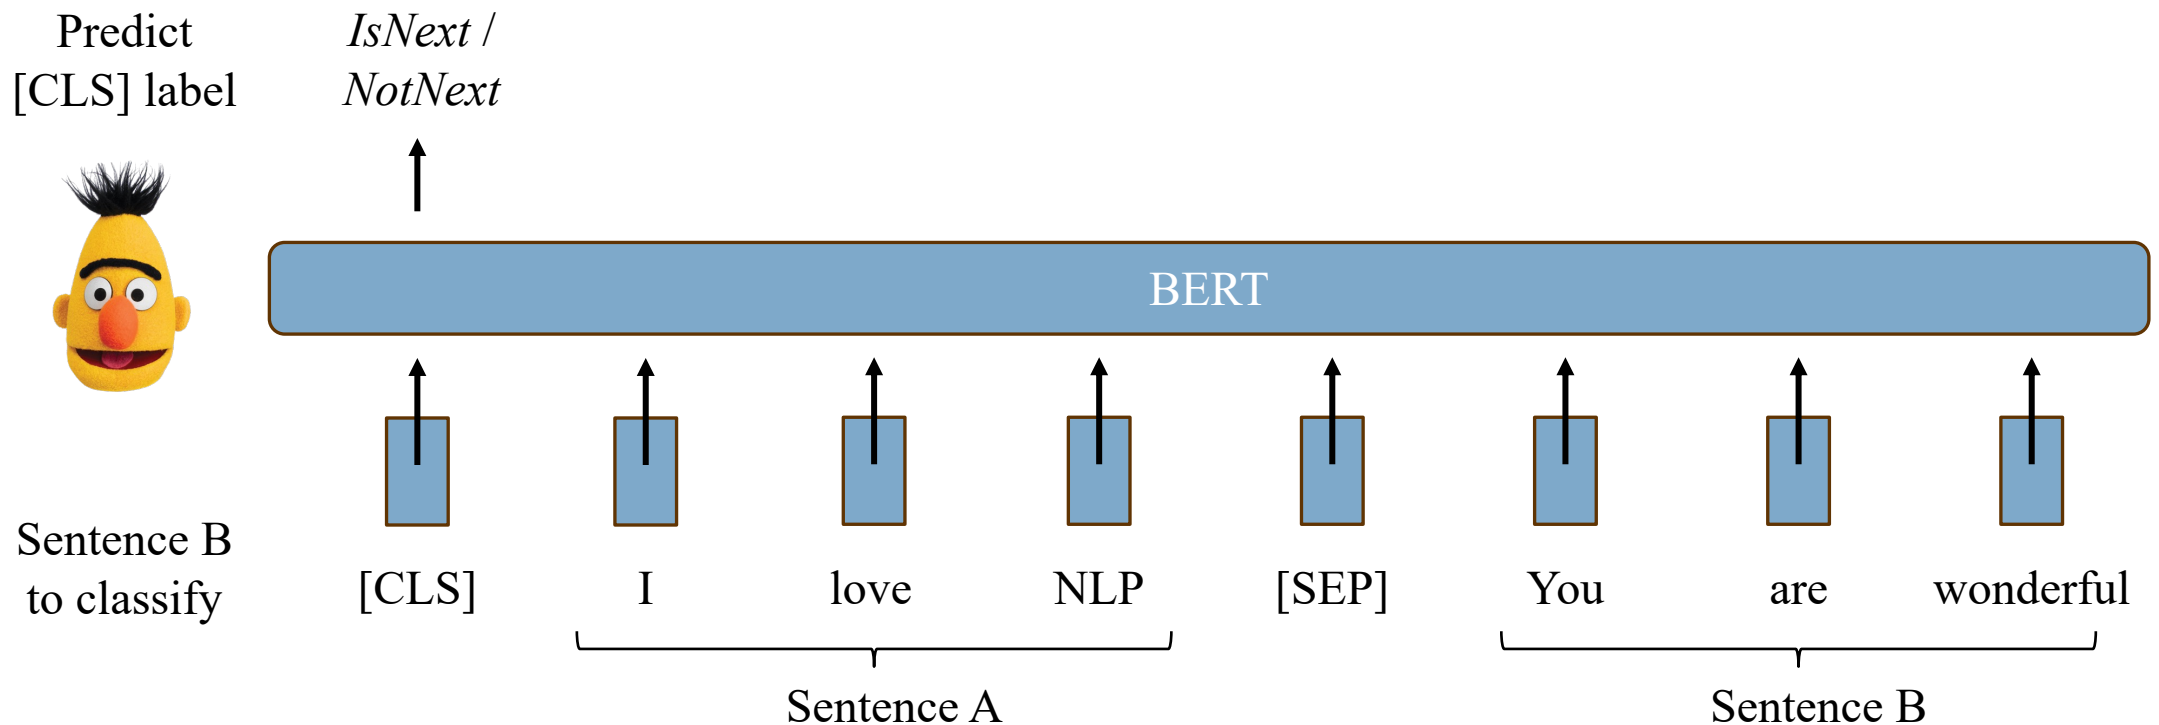 Predict
[CLS] label
IsNext /
NotNext
BERT
Sentence B
to classify
[CLS] I love NLP [SEP] You are wonderful
Sentence A Sentence B